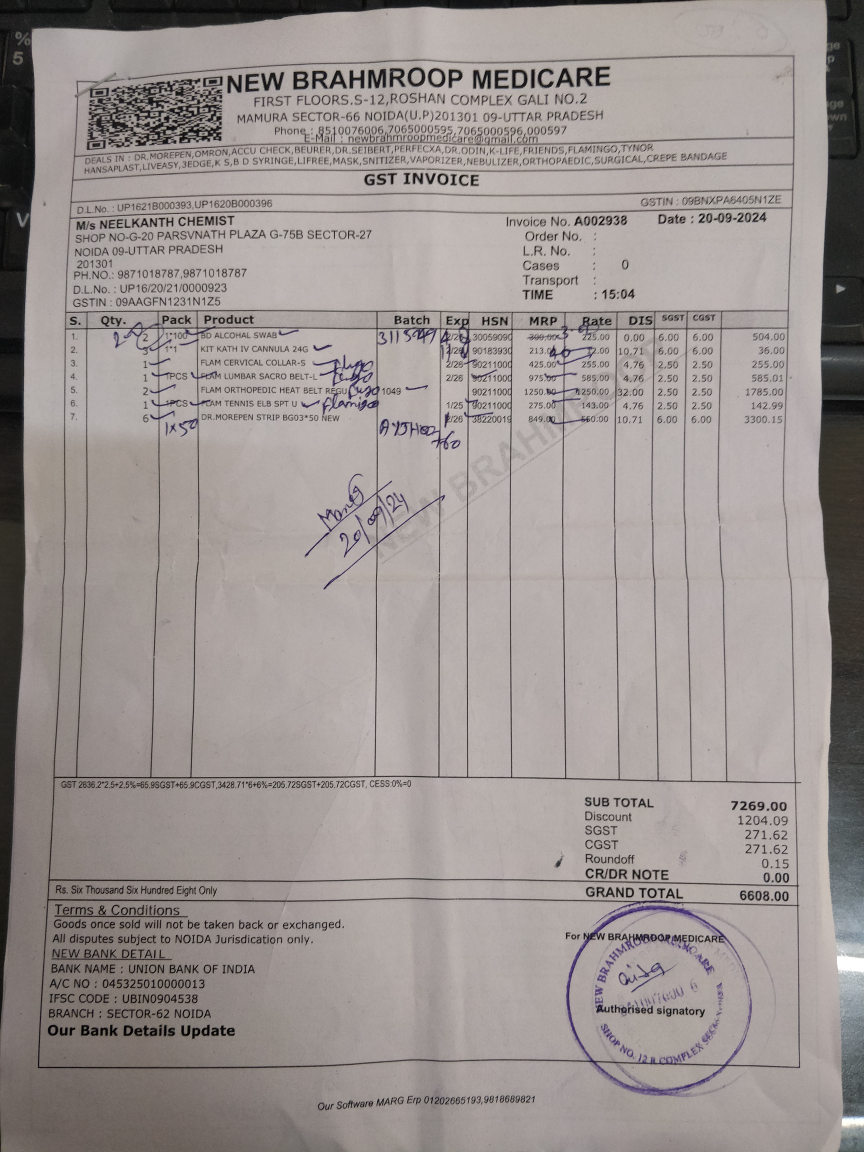 NEW BRAHMROOP MEDICARE
FIRST FLOORS.S-12,ROSHAN COMPLEX GALI NO.2
MAMURA SECTOR-66 NOIDA(U.P)201301 09-UTTAR PRADESH
Phone : 8510076006,7065000595,7065000596,000597
E-Mail : newbrahmroopmedicare@gmail.com
DEALS IN : DR.MOREPEN,OMRON,ACCU CHECK,BEURER,DR.SEIBERT,PERFECXA,DR.ODIN,K-LIFE,FRIENDS,FLAMINGO,TYNOR
HANSAPLAST,LIVEASY,3EDGE,K S,B D SYRINGE,LIFREE,MASK,SNITIZER,VAPORIZER,NEBULIZER,ORTHOPAEDIC,SURGICAL,CREPE BANDAGE
GST INVOICE
D.L.No. : UP1621B000393,UP1620B000396 GSTIN : 09BNXPA6405N1ZE
M/s NEELKANTH CHEMIST Invoice No. A002938 Date : 20-09-2024
SHOP NO-G-20 PARSVNATH PLAZA G-75B SECTOR-27 Order No. :
NOIDA 09-UTTAR PRADESH L.R. No. :
201301 Cases : 0
PH.NO.: 9871018787,9871018787 Transport :
D.L.No. : UP16/20/21/0000923 TIME : 15:04
GSTIN : 09AAGFN1231N1Z5
S. Qty. Pack Product Batch Exp HSN MRP Rate DIS SGST CGST
1. 2 1*100 BD ALCOHAL SWAB 2/26 30059090 300.00 225.00 0.00 6.00 6.00 504.00
2. 3 1*1 KIT KATH IV CANNULA 24G 2/26 90183930 213.00 12.00 10.71 6.00 6.00 36.00
3. 1 FLAM CERVICAL COLLAR-S 2/26 90211000 425.00 255.00 4.76 2.50 2.50 255.00
4. 1 1PCS FLAM LUMBAR SACRO BELT-L 2/26 90211000 975.00 585.00 4.76 2.50 2.50 585.01
5. 2 FLAM ORTHOPEDIC HEAT BELT REGU 1049 90211000 1250.00 1250.00 32.00 2.50 2.50 1785.00
6. 1 1PCS FLAM TENNIS ELB SPT U Flamigo 1/25 90211000 275.00 143.00 4.76 2.50 2.50 142.99
7. 6 DR.MOREPEN STRIP BG03*50 NEW 2/26 38220019 849.00 560.00 10.71 6.00 6.00 3300.15
1x50
NEW BRAHM
20/09/24
GST 2636.2*2.5+2.5%=65.9SGST+65.9CGST,3428.71*6+6%=205.72SGST+205.72CGST, CESS:0%=0
SUB TOTAL 7269.00
Discount 1204.09
SGST 271.62
CGST 271.62
Roundoff 0.15
CR/DR NOTE 0.00
Rs. Six Thousand Six Hundred Eight Only GRAND TOTAL 6608.00
Terms & Conditions
Goods once sold will not be taken back or exchanged.
All disputes subject to NOIDA Jurisdication only.
For NEW BRAHMROOP MEDICARE
NEW BANK DETAIL
BANK NAME : UNION BANK OF INDIA
A/C NO : 045325010000013
IFSC CODE : UBIN0904538
Authorised signatory
BRANCH : SECTOR-62 NOIDA
Our Bank Details Update
Our Software MARG Erp 01202665193,9818689821